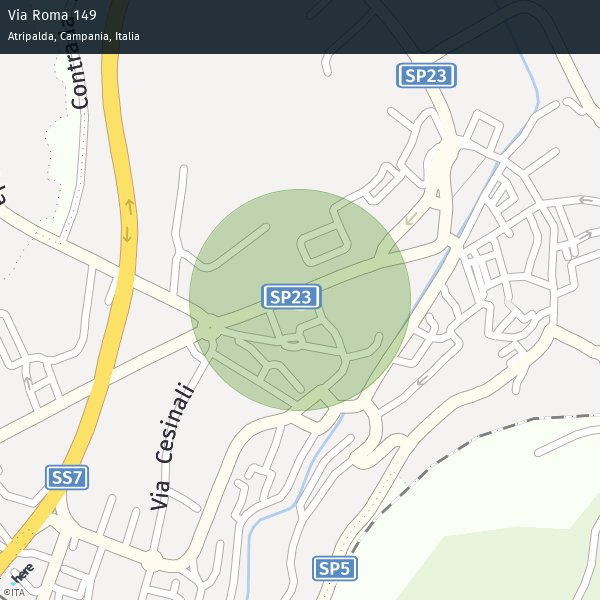 Via Roma 149
Atripalda, Campania, Italia
SP23
SP23
Via Cesinali
SS7
SP5
here
©ITA